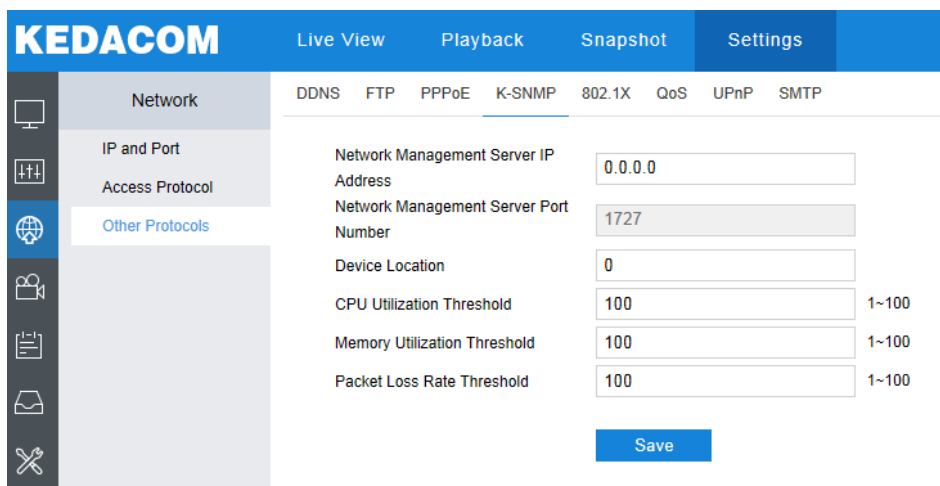 KEDACOM
Live View Playback Snapshot Settings
Network
DDNS FTP PPPoE K-SNMP 802.1X QoS UPnP SMTP
IP and Port
Access Protocol
Other Protocols
Network Management Server IP
Address
0.0.0.0
Network Management Server Port
Number
1727
Device Location
0
CPU Utilization Threshold
100
1~100
Memory Utilization Threshold
100
1~100
Packet Loss Rate Threshold
100
1~100
Save